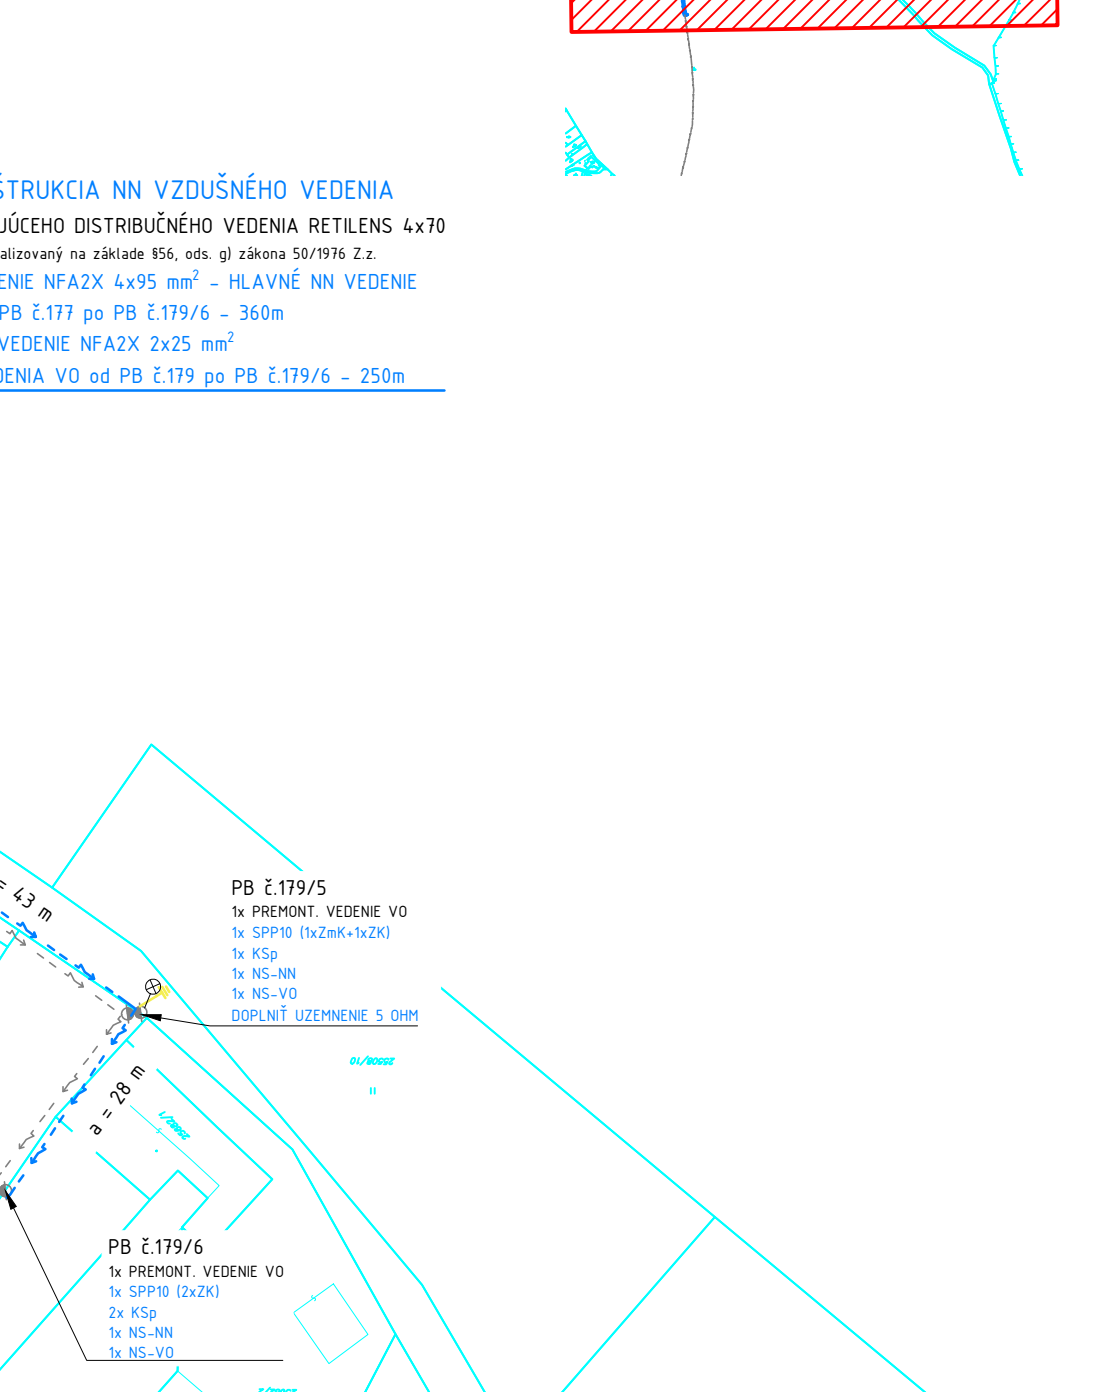 ŠTRUKCIA NN VZDUŠNÉHO VEDENIA
JÚCEHO DISTRIBUČNÉHO VEDENIA RETILENS 4x70
alizovaný na základe §56, ods. g) zákona 50/1976 Z.z.
ENIE NFA2X 4x95 mm² - HLAVNÉ NN VEDENIE
PB č.177 po PB č.179/6 - 360m
VEDENIE NFA2X 2x25 mm²
DENIA VO od PB č.179 po PB č.179/6 - 250m
= 43 m
PB č.179/5
1x PREMONT. VEDENIE VO
1x SPP10 (1xZmK+1xZK)
1x KSp
1x NS-NN
1x NS-VO
DOPLNIŤ UZEMNENIE 5 OHM
25508/10
a = 28 m
PB č.179/6
1x PREMONT. VEDENIE VO
1x SPP10 (2xZK)
2x KSp
1x NS-NN
1x NS-VO